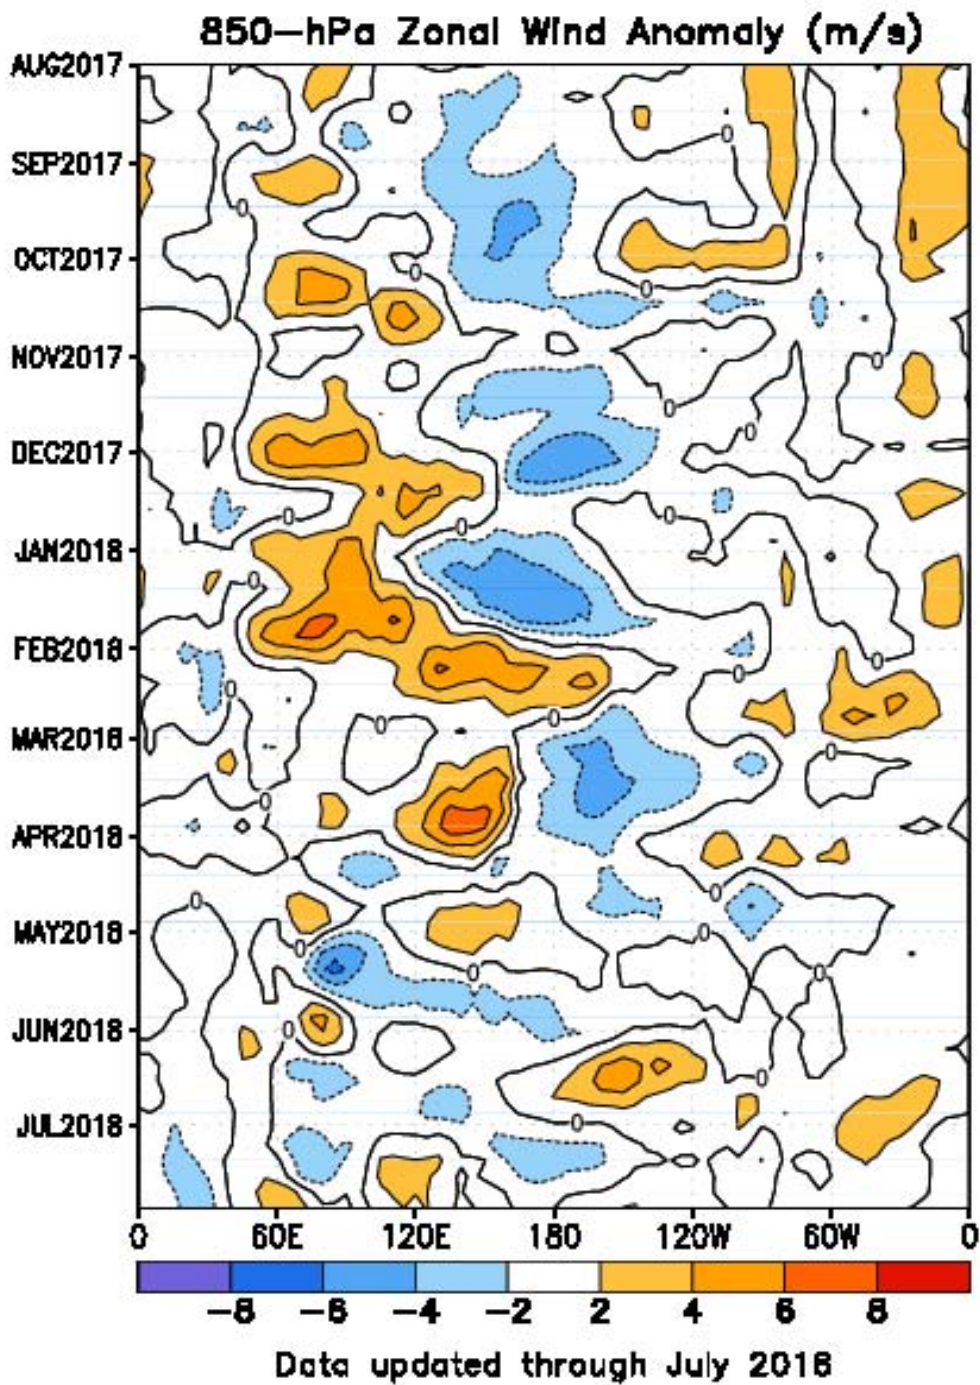 850-hPa Zonal Wind Anomaly (m/s)
AUG2017
SEP2017
OCT2017
NOV2017
DEC2017
JAN2018
FEB2018
MAR2018
APR2018
MAY2018
JUN2018
JUL2018
0 60E 120E 180 120W 60W 0
-8 -6 -4 -2 2 4 6 8
Data updated through July 2018